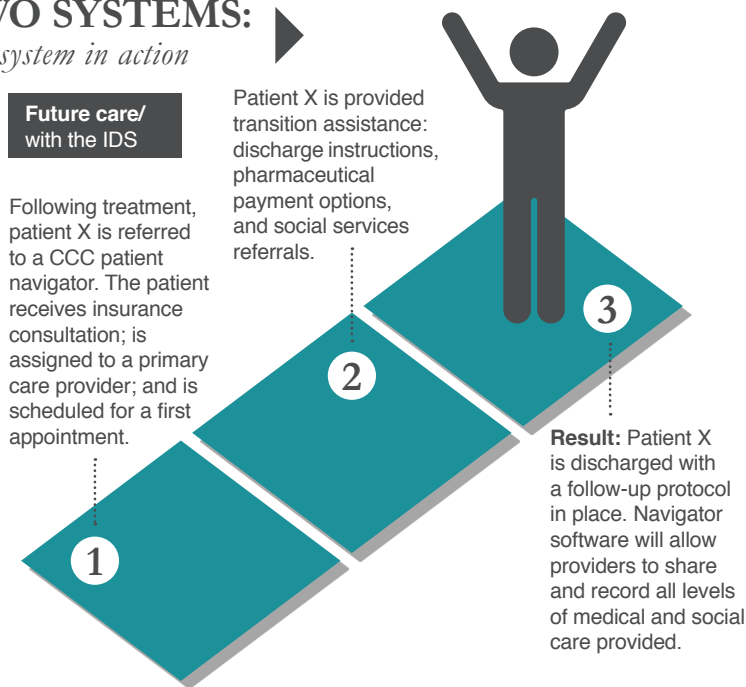 SYSTEMS:
system in action
Future care/
with the IDS
Following treatment,
patient X is referred
to a CCC patient
navigator. The patient
receives insurance
consultation; is
assigned to a primary
care provider; and is
scheduled for a first
appointment.
1
Patient X is provided
transition assistance:
discharge instructions,
pharmaceutical
payment options,
and social services
referrals.
2
3
Result: Patient X
is discharged with
a follow-up protocol
in place. Navigator
software will allow
providers to share
and record all levels
of medical and social
care provided.